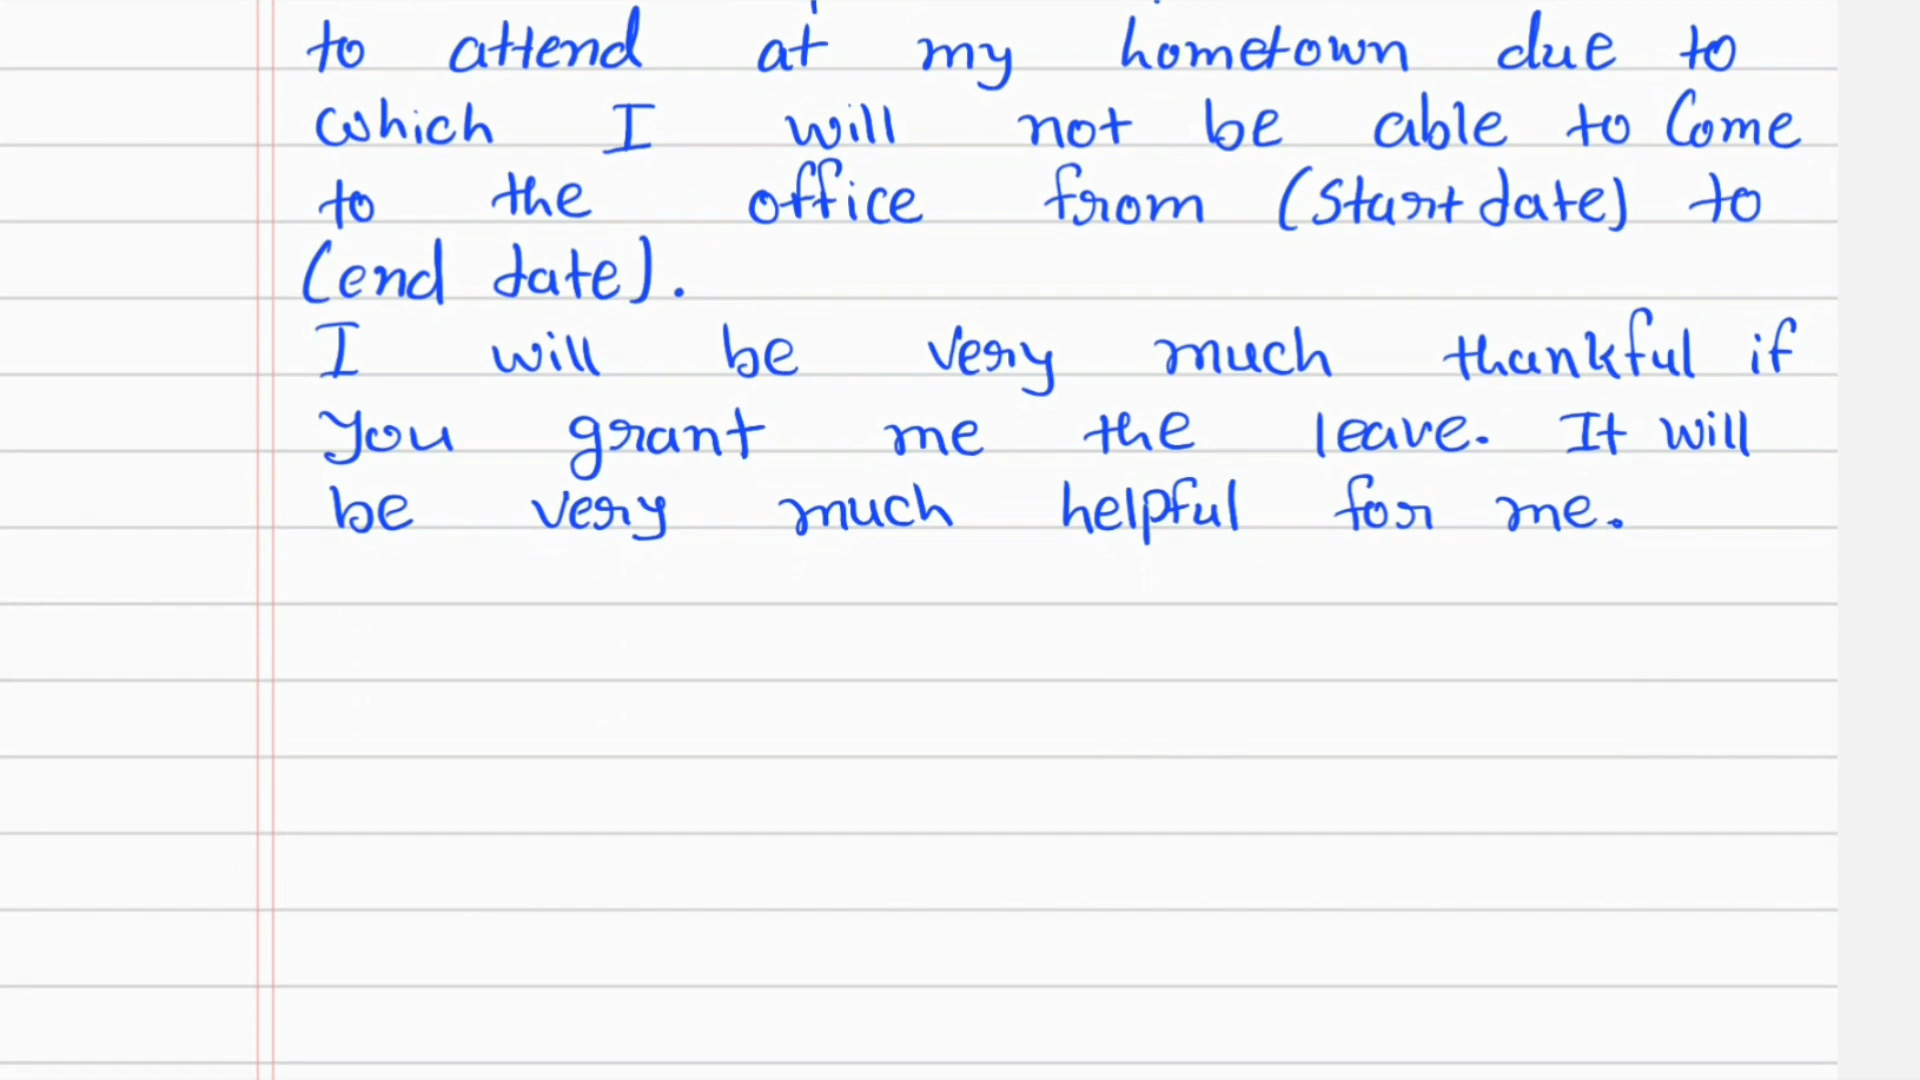 to attend at my hometown due to
which I will not be able to Come
to the office from (start date) to
(end date).
I will be very much thankful if
you grant me the leave. It will
be very much helpful for me.